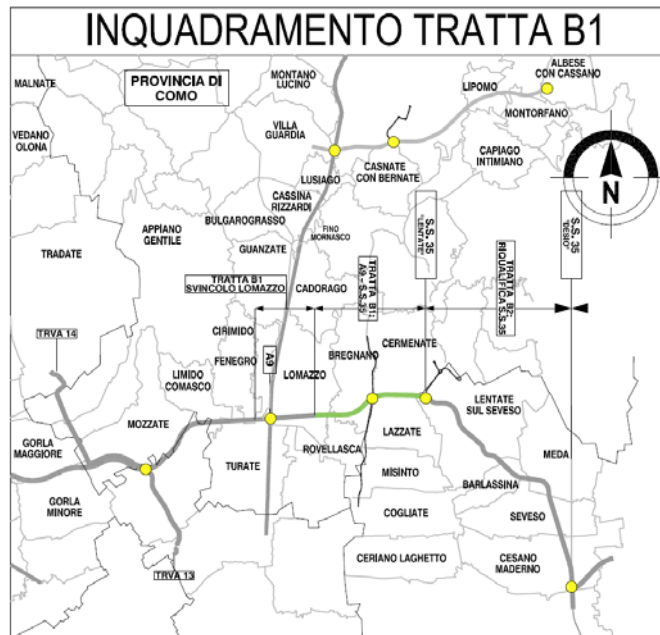 INQUADRAMENTO TRATTA B1
MALNATE
PROVINCIA DI
COMO
MONTANO
LUCINO
ALBESE
CON CASSANO
LIPOMO
MONTORFANO
VEDANO
OLONA
VILLA
GUARDIA
CASNATE
CON BERNATE
CAPIAGO
INTIMIANO
N
LUSIAGO
CASSINA
RIZZARDI
APPIANO
GENTILE
BULGAROGRASSO
FINO
MORNASCO
GUANZATE
TRADATE
S.S. 35
"LENTATE"
S.S. 35
"DESIO"
TRATTA B1
SVINCOLO LOMAZZO
CADORAGO
TRATTA B1:
A9 - S.S.35
TRATTA B2:
RIQUALIFICA S.S.35
TRVA 14
CIRIMIDO
FENEGRO
A9
LOMAZZO
BREGNANO
CERMENATE
LIMIDO
COMASCO
LENTATE
SUL SEVESO
MOZZATE
GORLA
MAGGIORE
TURATE
ROVELLASCA
LAZZATE
MEDA
MISINTO
BARLASSINA
GORLA
MINORE
COGLIATE
SEVESO
CERIANO LAGHETTO
CESANO
MADERNO
TRVA 13